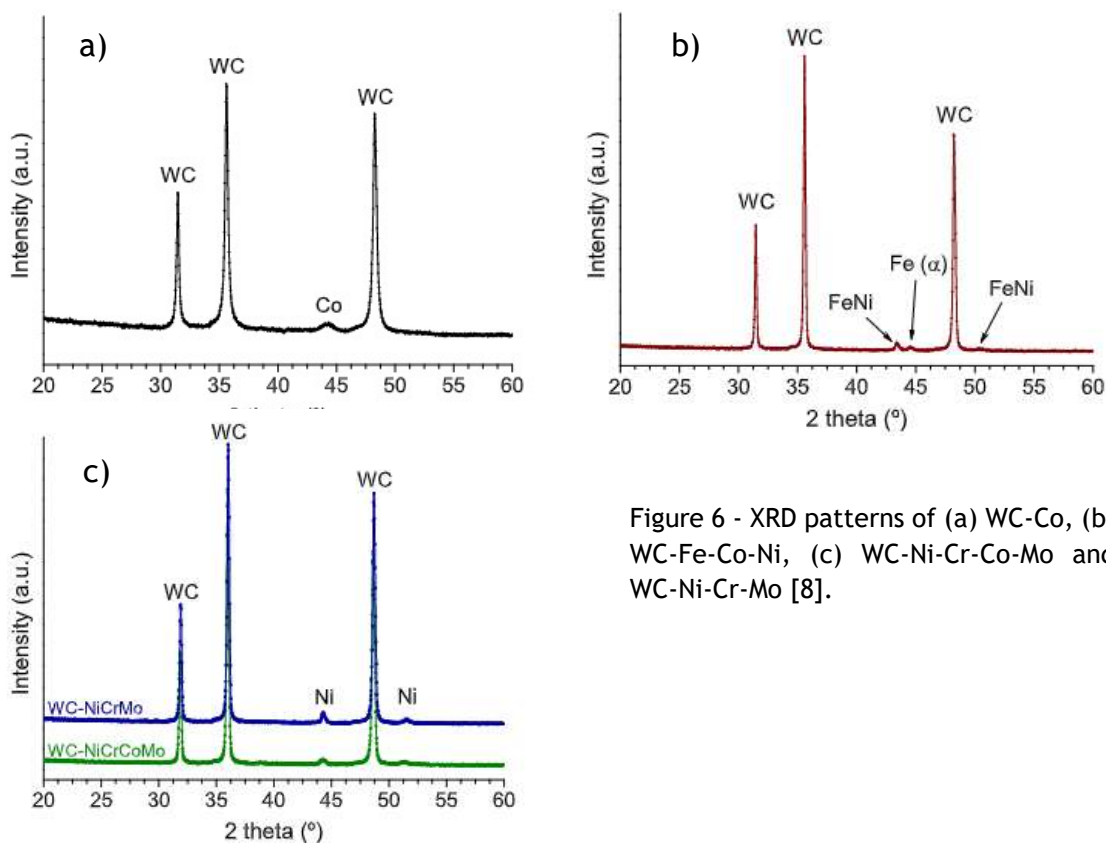 a)
WC
WC
WC
Co
Intensity (a.u.)
20 25 30 35 40 45 50 55 60
b)
WC
WC
WC
Fe (α)
FeNi
FeNi
Intensity (a.u.)
20 25 30 35 40 45 50 55 60
2 theta (º)
c)
WC
WC
WC
Ni
Ni
WC-NiCrMo
WC-NiCrCoMo
Intensity (a.u.)
20 25 30 35 40 45 50 55 60
2 theta (º)
Figure 6 - XRD patterns of (a) WC-Co, (b)
WC-Fe-Co-Ni, (c) WC-Ni-Cr-Co-Mo and
WC-Ni-Cr-Mo [8].